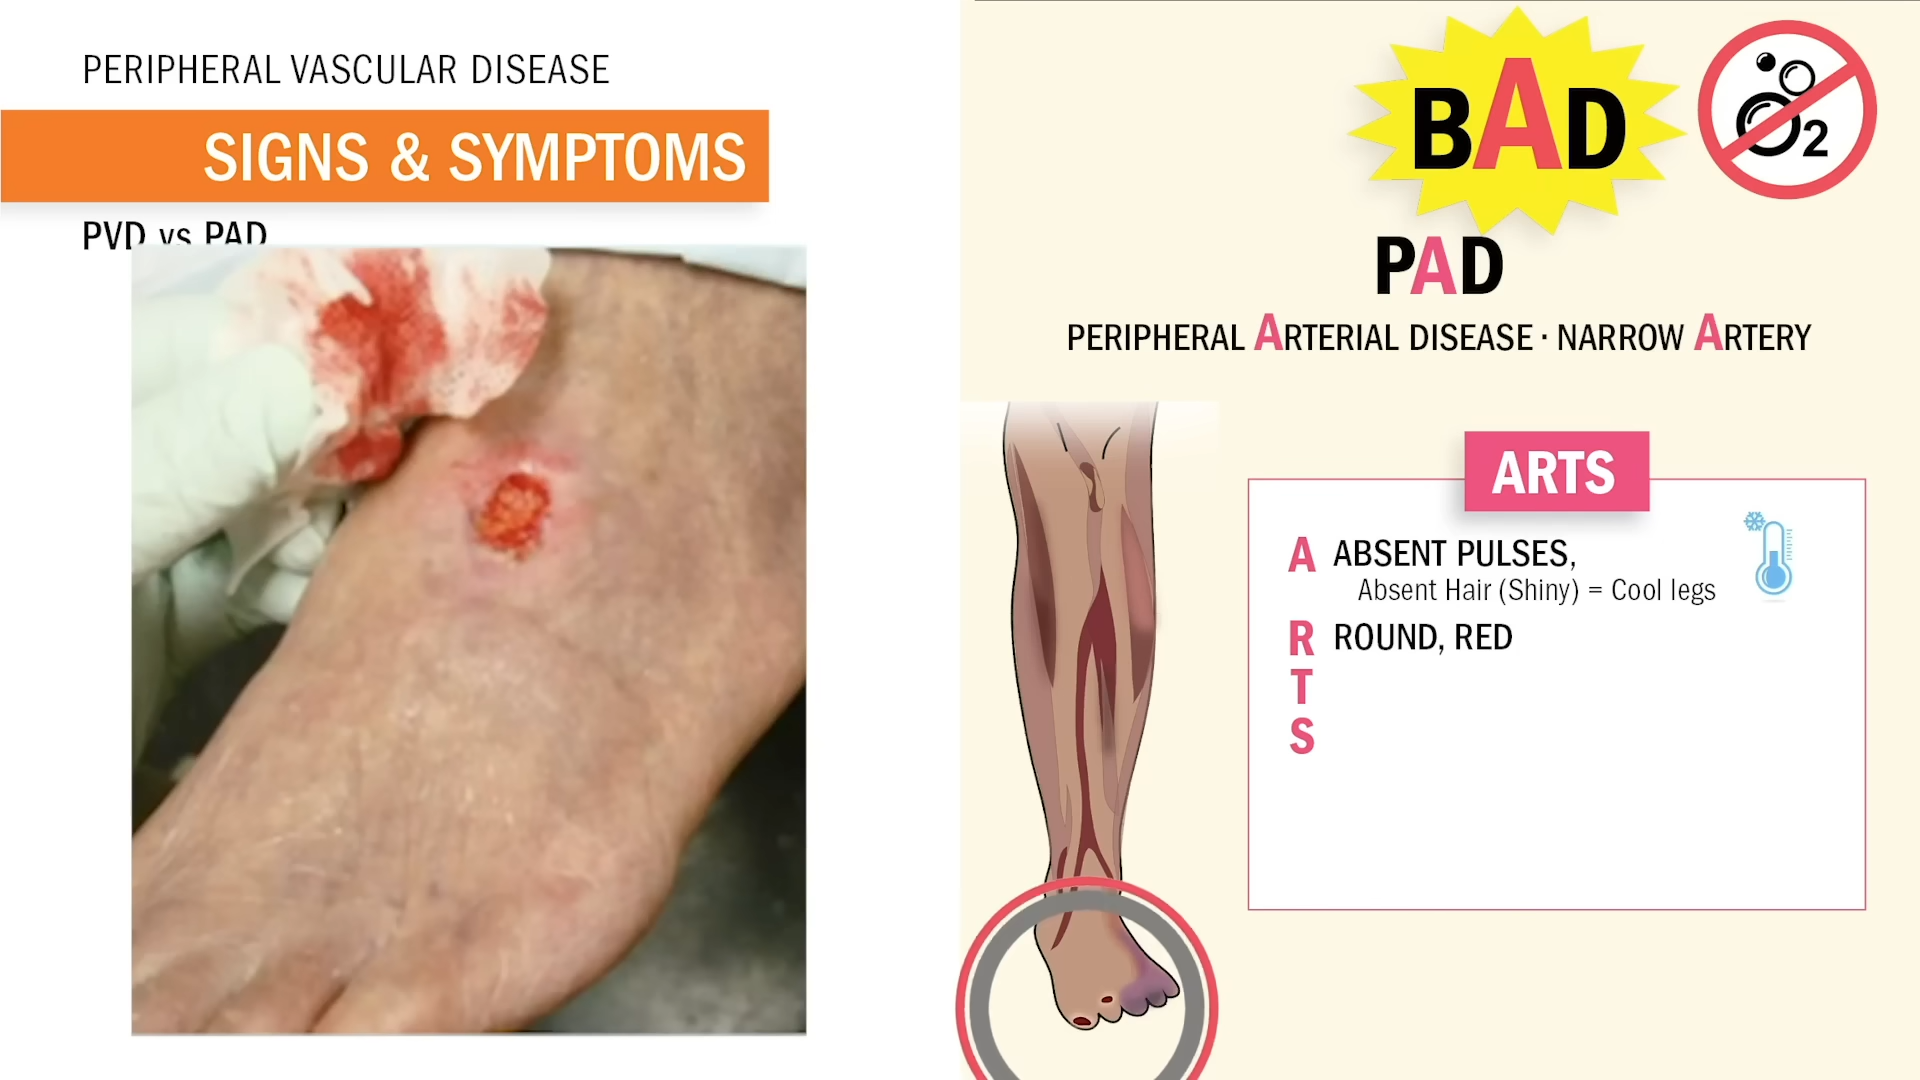 PERIPHERAL VASCULAR DISEASE
SIGNS & SYMPTOMS
PVD vs PAD
BAD
O2
PAD
PERIPHERAL ARTERIAL DISEASE · NARROW ARTERY
ARTS
A ABSENT PULSES,
Absent Hair (Shiny) = Cool legs
R ROUND, RED
T
S